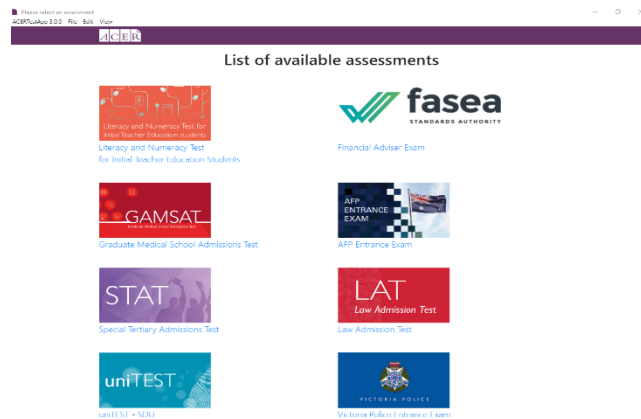 Please select an assessment
ACERTestApp 3.0.0 File Edit View
ACER
List of available assessments
Literacy and Numeracy Test for
Initial Teacher Education students
Literacy and Numeracy Test
for Initial Teacher Education Students
fasea
STANDARDS AUTHORITY
Financial Adviser Exam
GAMSAT
Graduate Medical School Admissions Test
Graduate Medical School Admissions Test
AFP
ENTRANCE
EXAM
AFP Entrance Exam
STAT
Special Tertiary Admissions Test
LAT
Law Admission Test
Law Admission Test
uniTEST
uniTEST - SDU
VICTORIA POLICE
Victoria Police Entrance Exam